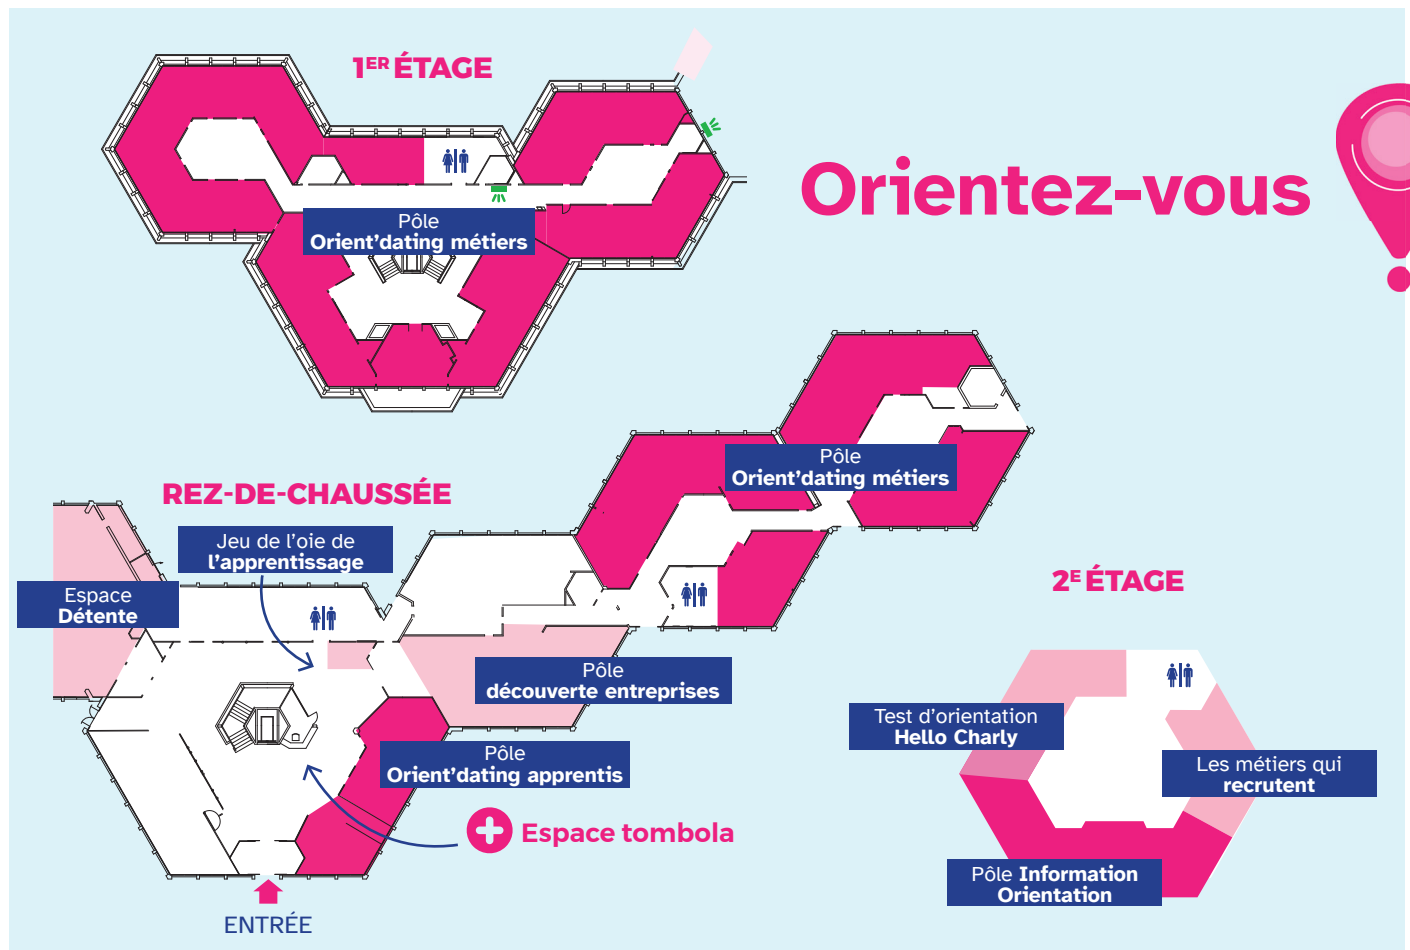 1ER ÉTAGE
Orientez-vous
Pôle
Orient'dating métiers
Pôle
Orient'dating métiers
REZ-DE-CHAUSSÉE
Jeu de l'oie de
l'apprentissage
Espace
Détente
2E ÉTAGE
Pôle
découverte entreprises
Test d'orientation
Hello Charly
Pôle
Orient'dating apprentis
Les métiers qui
recrutent
Espace tombola
Pôle Information
Orientation
ENTRÉE